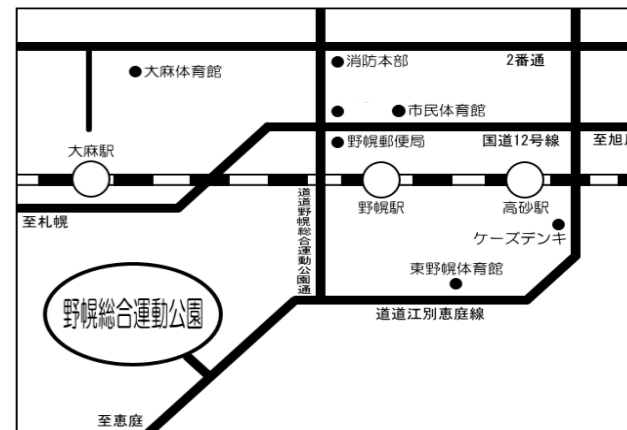 消防本部
2番通
大麻体育館
市民体育館
大麻駅
野幌郵便局
国道12号線
至旭
至札幌
道道野幌総合運動公園通
野幌駅
高砂駅
ケーズデンキ
東野幌体育館
野幌総合運動公園
道道江別恵庭線
至恵庭